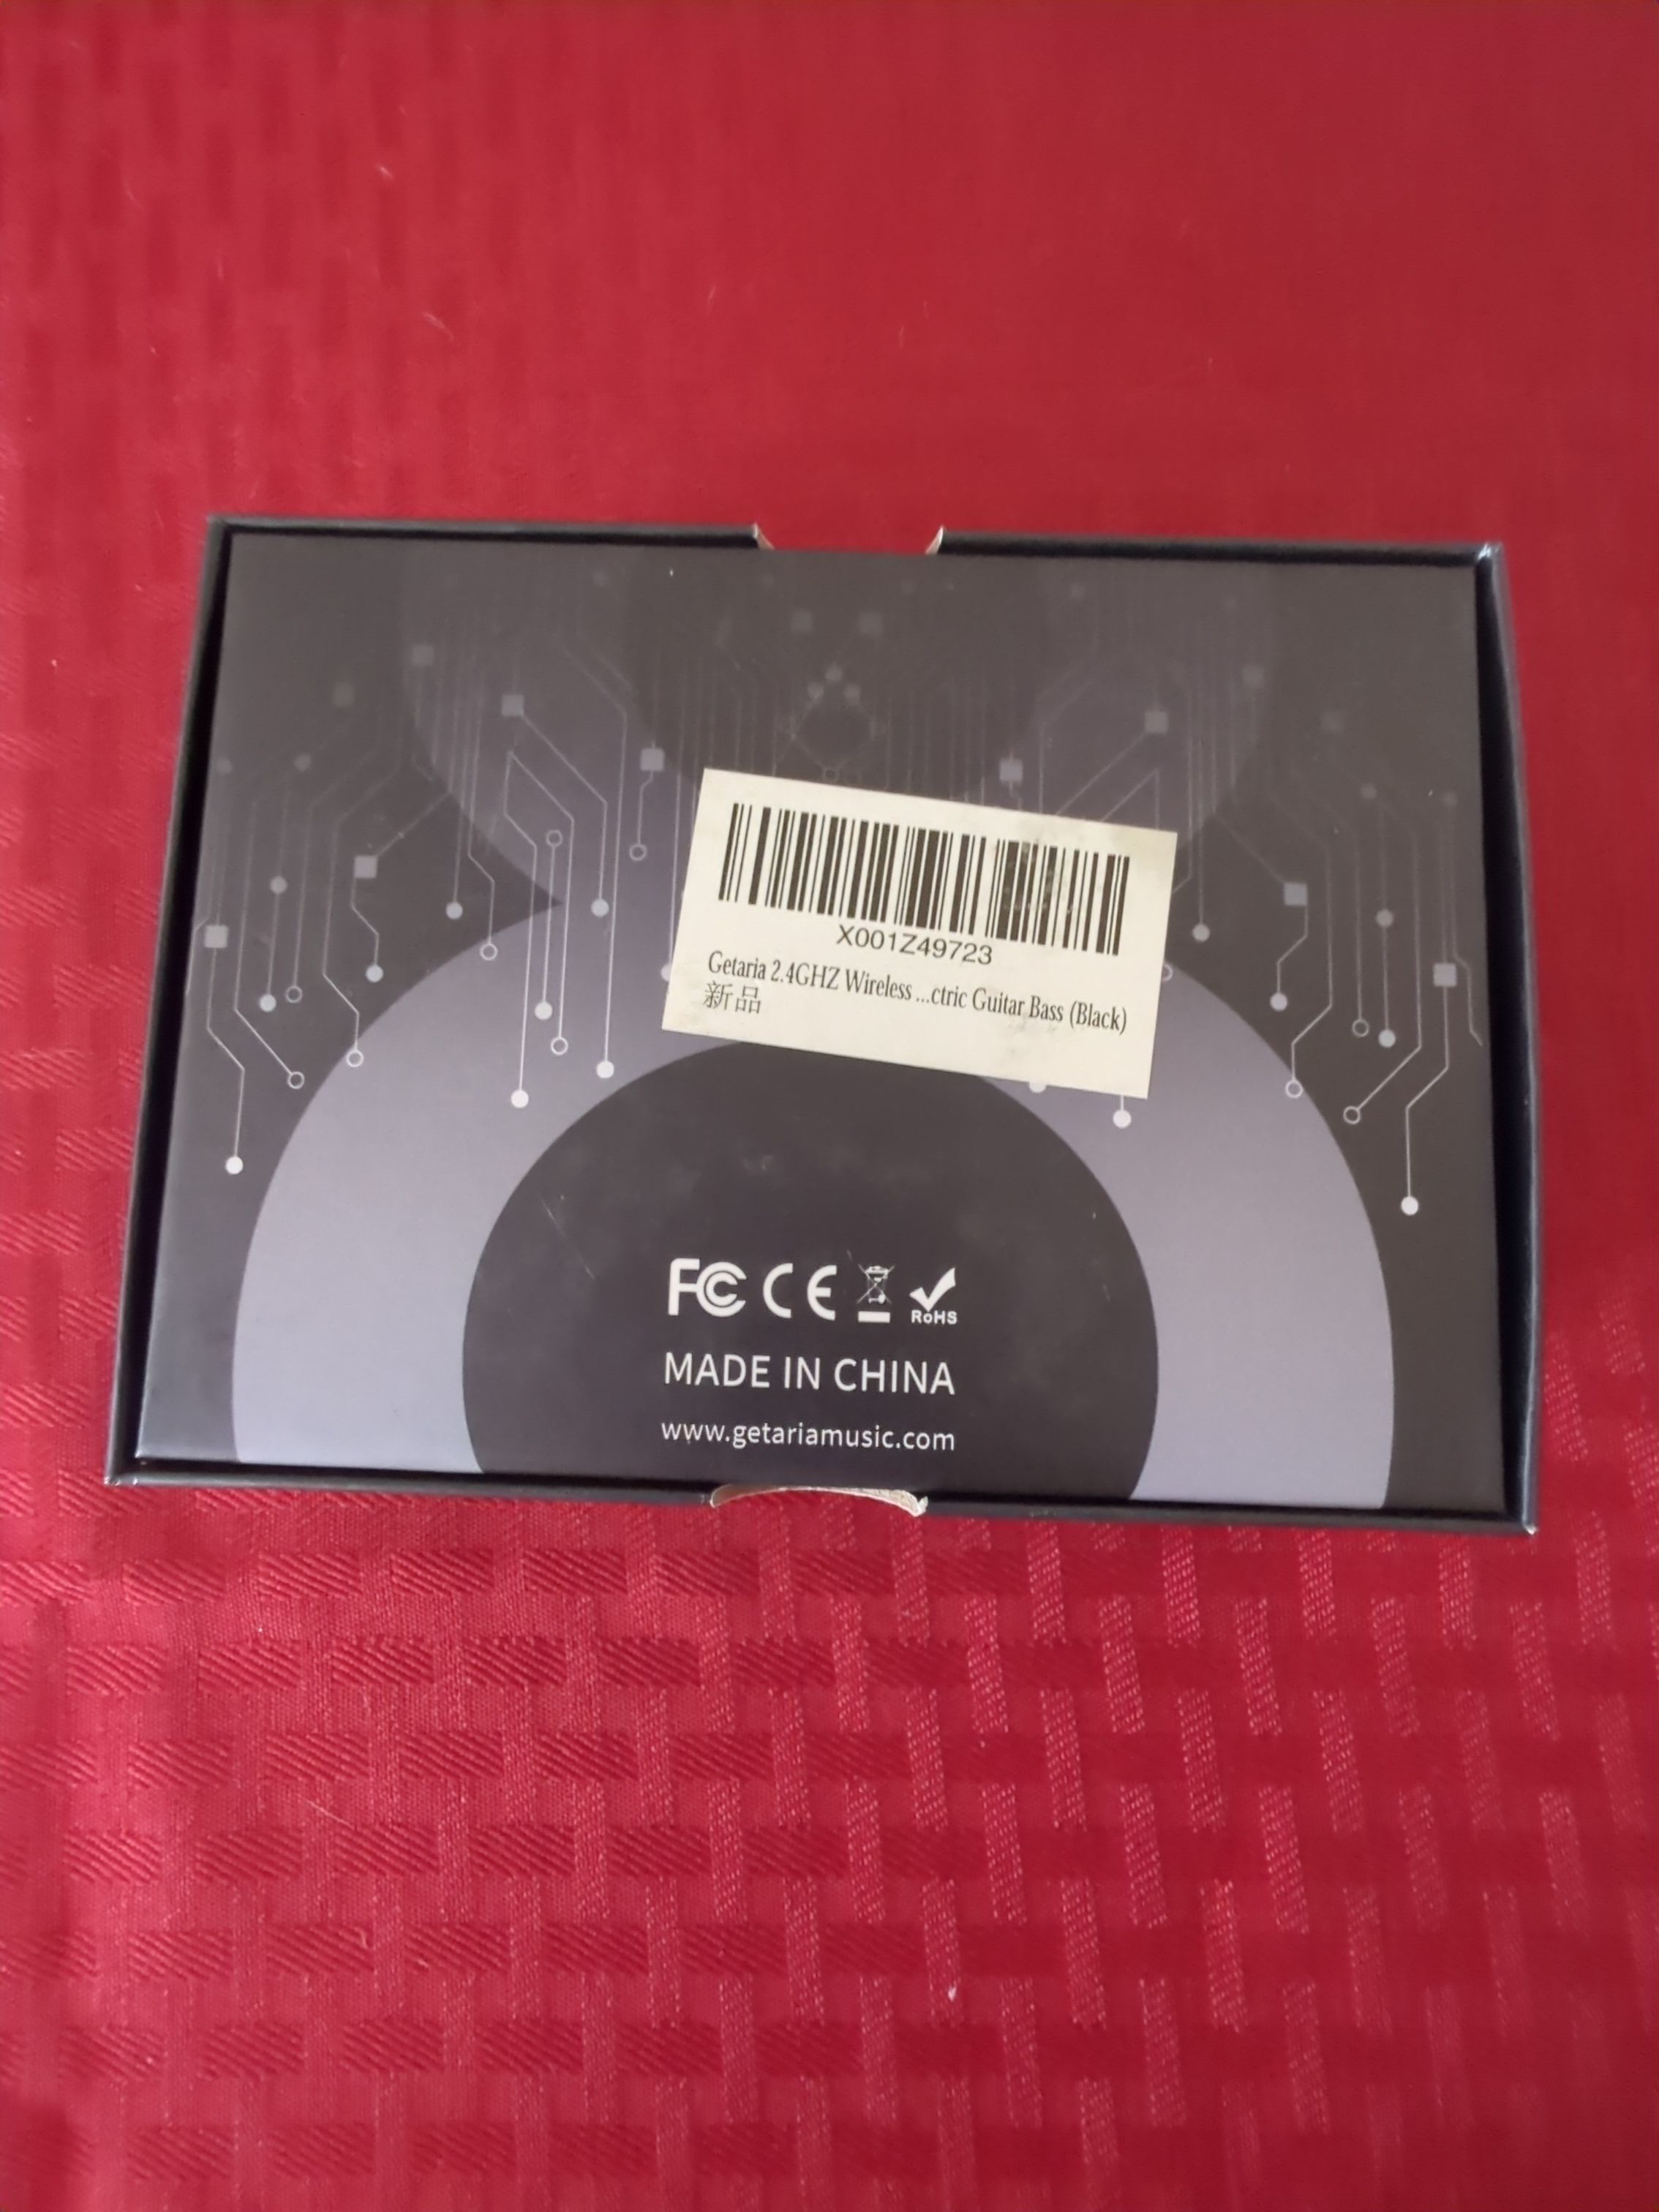 X001Z49723
Getaria 2.4GHZ Wireless ...ctric Guitar Bass (Black)
新品
FC CE RoHS
MADE IN CHINA
www.getariamusic.com